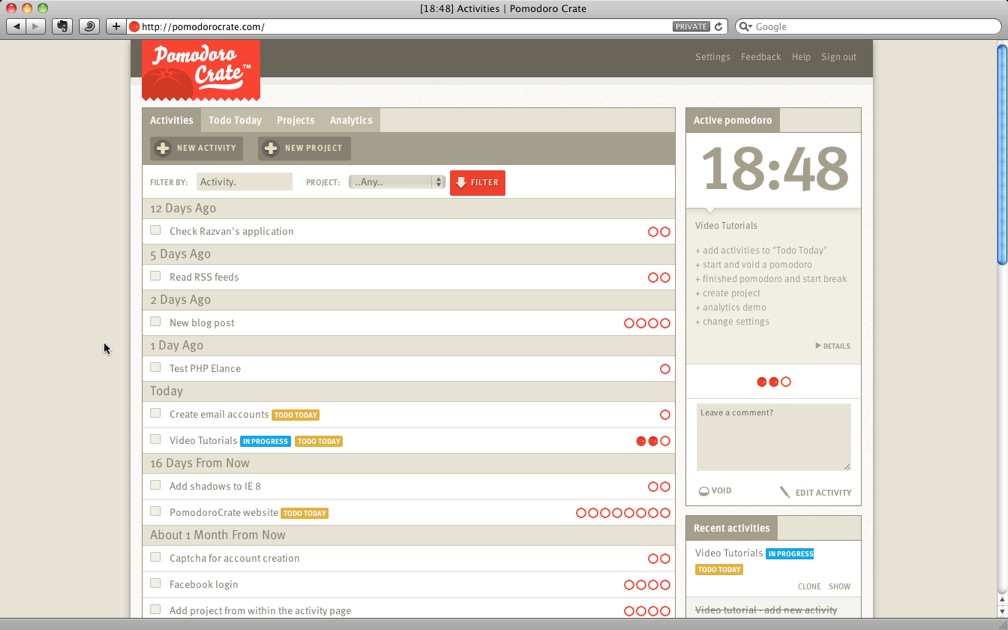 [18:48] Activities | Pomodoro Crate
http://pomodorocrate.com/
PRIVATE
Google
Pomodoro
Crate™
Settings Feedback Help Sign out
Activities Todo Today Projects Analytics
NEW ACTIVITY NEW PROJECT
FILTER BY: Activity. PROJECT: ..Any.. FILTER
12 Days Ago
Check Razvan's application
5 Days Ago
Read RSS feeds
2 Days Ago
New blog post
1 Day Ago
Test PHP Elance
Today
Create email accounts TODO TODAY
Video Tutorials IN PROGRESS TODO TODAY
16 Days From Now
Add shadows to IE 8
PomodoroCrate website TODO TODAY
About 1 Month From Now
Captcha for account creation
Facebook login
Add project from within the activity page
Active pomodoro
18:48
Video Tutorials
+ add activities to "Todo Today"
+ start and void a pomodoro
+ finished pomodoro and start break
+ create project
+ analytics demo
+ change settings
DETAILS
Leave a comment?
VOID EDIT ACTIVITY
Recent activities
Video Tutorials IN PROGRESS
TODO TODAY
CLONE SHOW
Video tutorial - add new activity